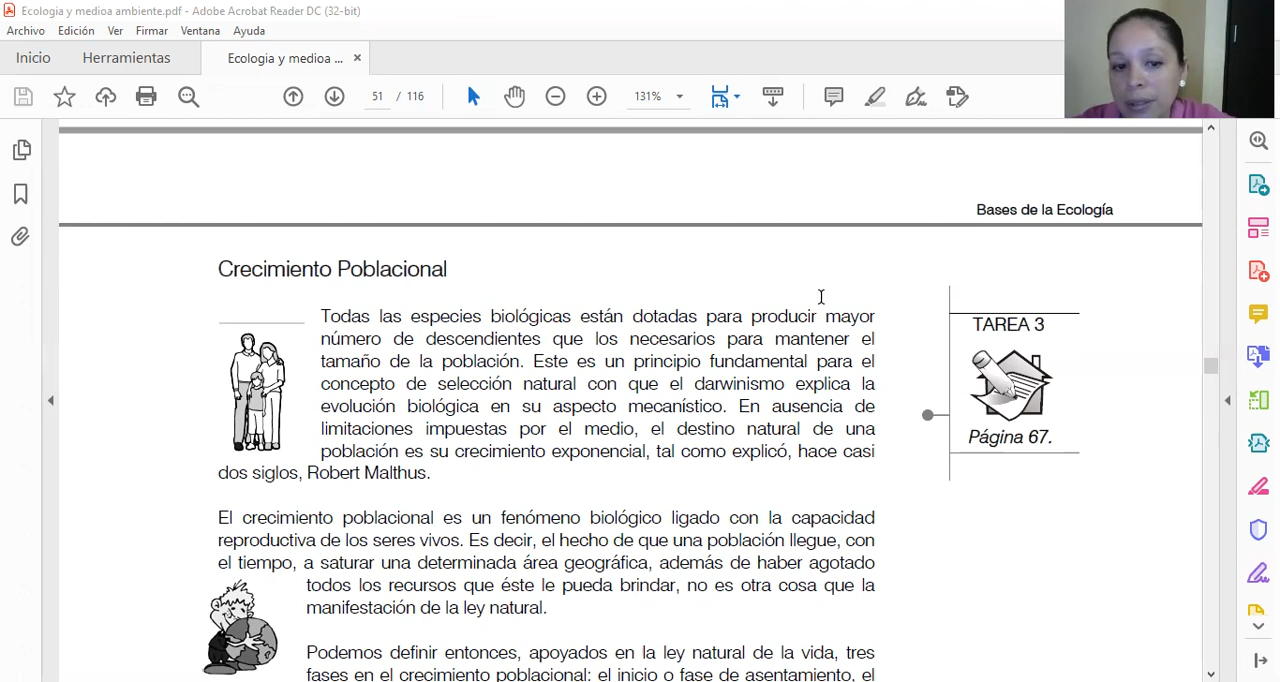 Ecologia y medioa ambiente.pdf - Adobe Acrobat Reader DC (32-bit)
Archivo Edición Ver Firmar Ventana Ayuda
Inicio Herramientas Ecologia y medioa ... ×
51 / 116 131%
Bases de la Ecología
Crecimiento Poblacional
Todas las especies biológicas están dotadas para producir mayor
número de descendientes que los necesarios para mantener el
tamaño de la población. Este es un principio fundamental para el
concepto de selección natural con que el darwinismo explica la
evolución biológica en su aspecto mecanístico. En ausencia de
limitaciones impuestas por el medio, el destino natural de una
población es su crecimiento exponencial, tal como explicó, hace casi
dos siglos, Robert Malthus.
TAREA 3
Página 67.
El crecimiento poblacional es un fenómeno biológico ligado con la capacidad
reproductiva de los seres vivos. Es decir, el hecho de que una población llegue, con
el tiempo, a saturar una determinada área geográfica, además de haber agotado
todos los recursos que éste le pueda brindar, no es otra cosa que la
manifestación de la ley natural.
Podemos definir entonces, apoyados en la ley natural de la vida, tres
fases en el crecimiento poblacional: el inicio o fase de asentamiento, el